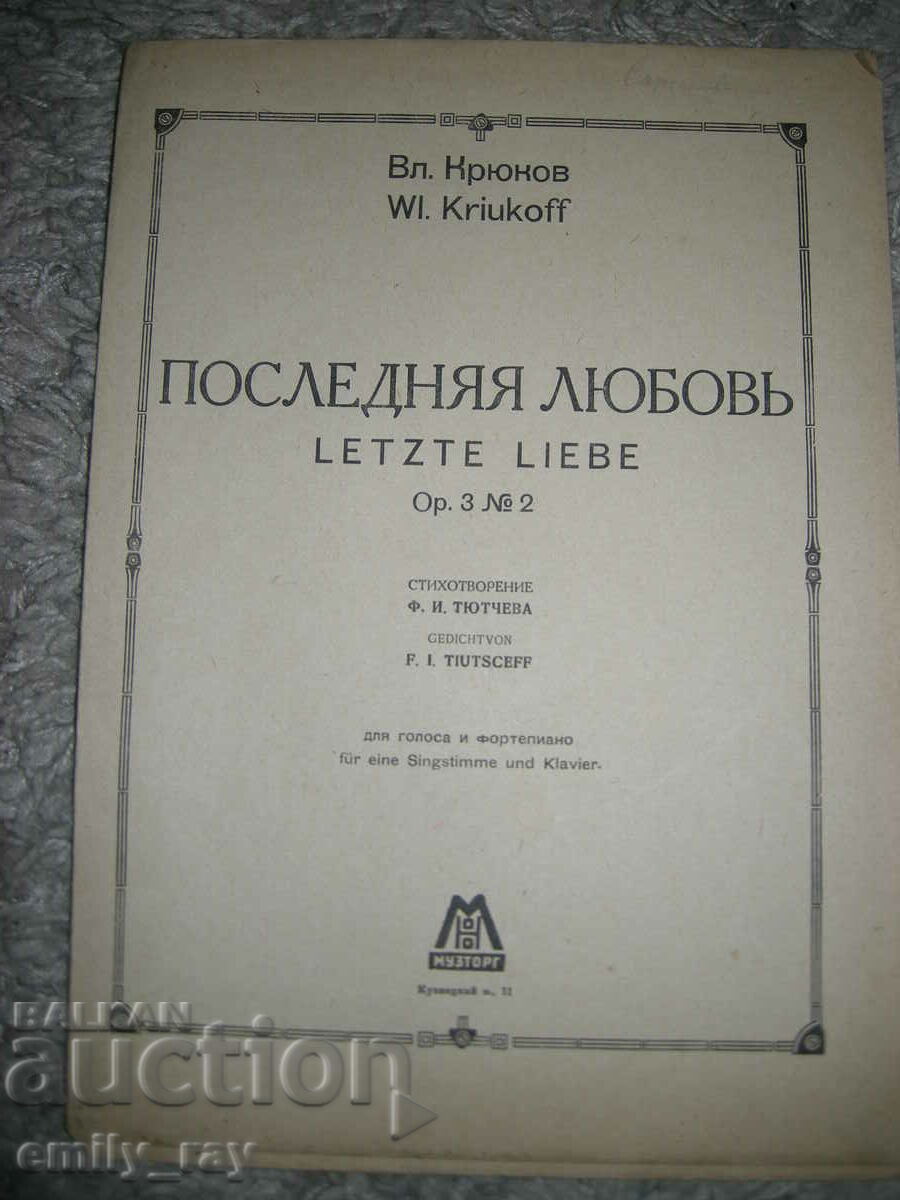 Вл. Крюков
Wl. Kriukoff
ПОСЛЕДНЯЯ ЛЮБОВЬ
LETZTE LIEBE
Op. 3 № 2
СТИХОТВОРЕНИЕ
Ф. И. ТЮТЧЕВА
GEDICHTVON
F. I. TIUTSCEFF
для голоса и фортепиано
für eine Singstimme und Klavier.
МУЗТОРГ
Кузнецкий м.,
BALKAN
auction
emily_ray